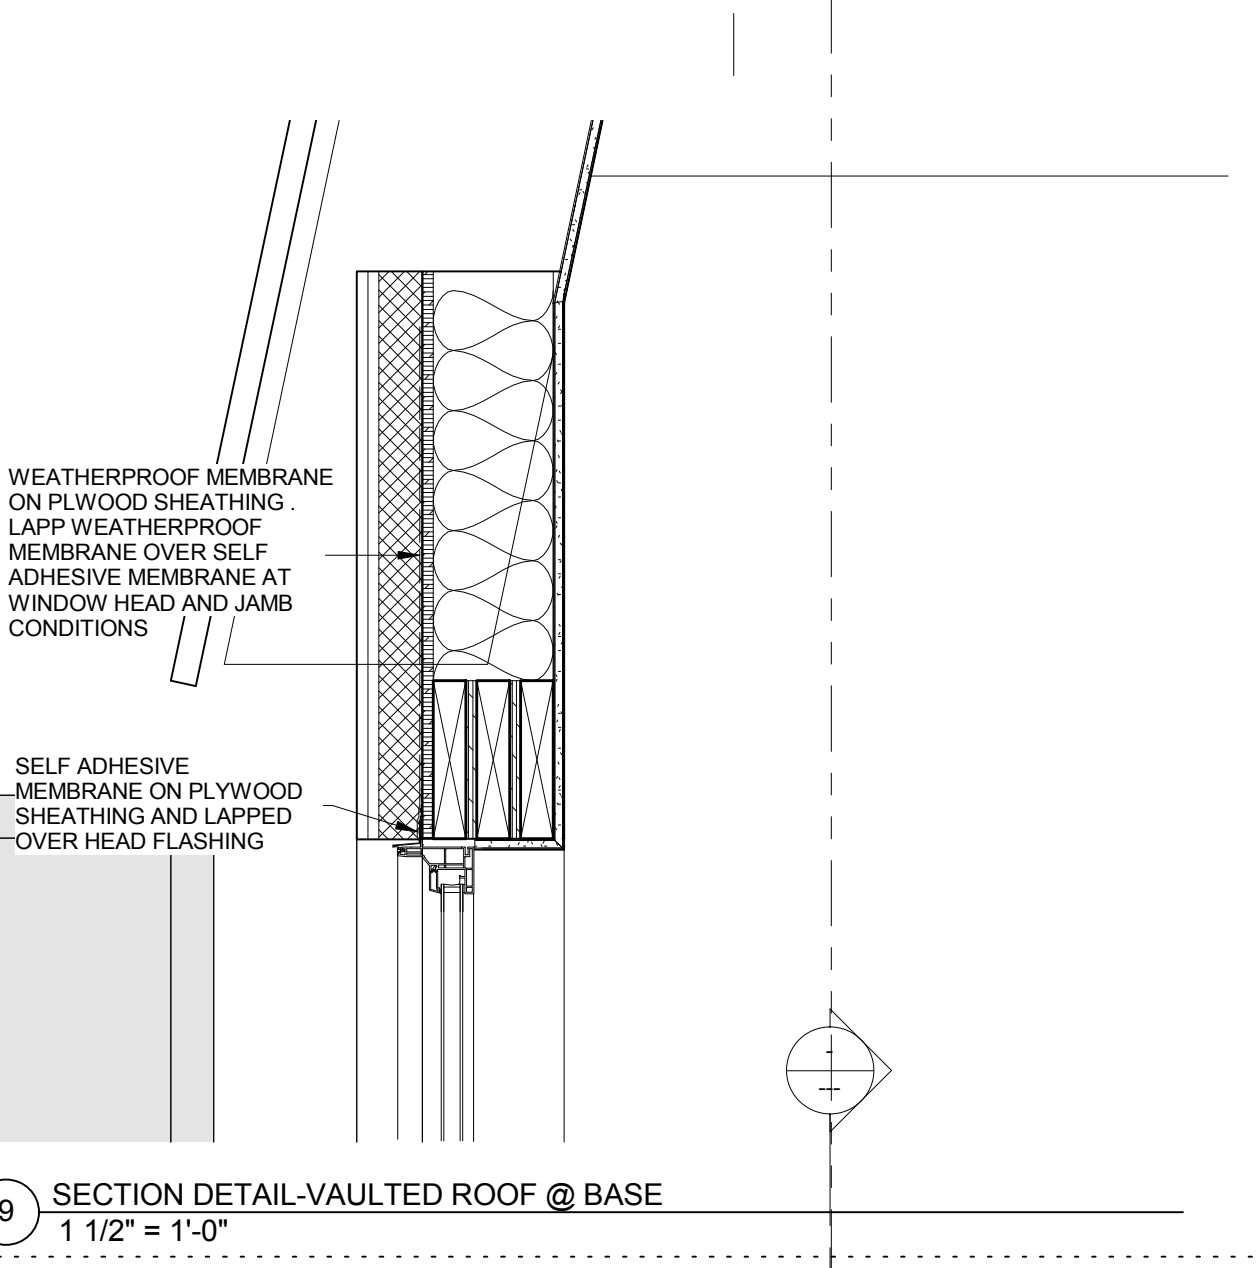 WEATHERPROOF MEMBRANE
ON PLWOOD SHEATHING .
LAPP WEATHERPROOF
MEMBRANE OVER SELF
ADHESIVE MEMBRANE AT
WINDOW HEAD AND JAMB
CONDITIONS
SELF ADHESIVE
MEMBRANE ON PLYWOOD
SHEATHING AND LAPPED
OVER HEAD FLASHING
-
---
9
SECTION DETAIL-VAULTED ROOF @ BASE
1 1/2" = 1'-0"